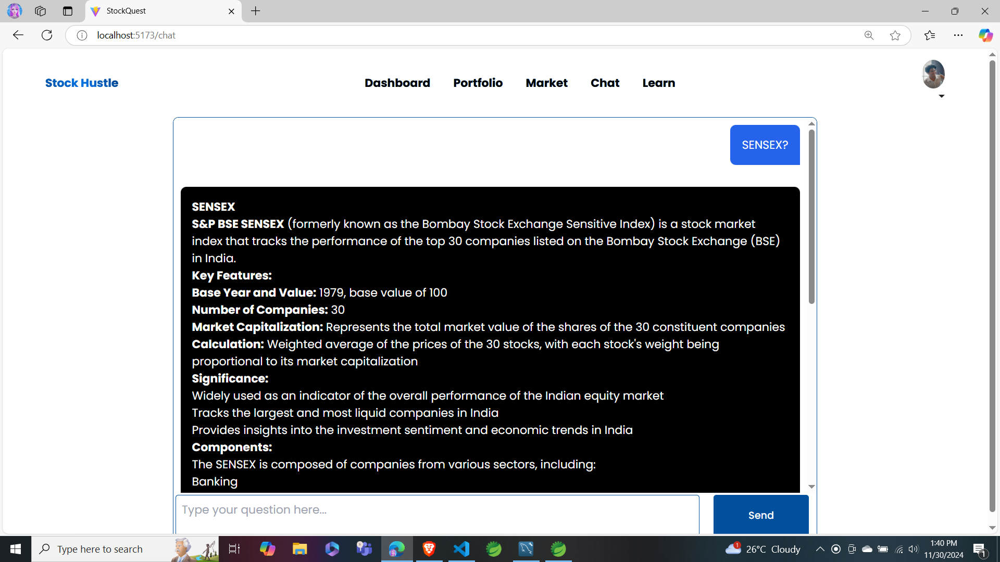 StockQuest
localhost:5173/chat
Stock Hustle
Dashboard Portfolio Market Chat Learn
SENSEX?
SENSEX
S&P BSE SENSEX (formerly known as the Bombay Stock Exchange Sensitive Index) is a stock market
index that tracks the performance of the top 30 companies listed on the Bombay Stock Exchange (BSE)
in India.
Key Features:
Base Year and Value: 1979, base value of 100
Number of Companies: 30
Market Capitalization: Represents the total market value of the shares of the 30 constituent companies
Calculation: Weighted average of the prices of the 30 stocks, with each stock's weight being
proportional to its market capitalization
Significance:
Widely used as an indicator of the overall performance of the Indian equity market
Tracks the largest and most liquid companies in India
Provides insights into the investment sentiment and economic trends in India
Components:
The SENSEX is composed of companies from various sectors, including:
Banking
Type your question here...
Send
Type here to search
1
26°C Cloudy
1:40 PM
11/30/2024
1